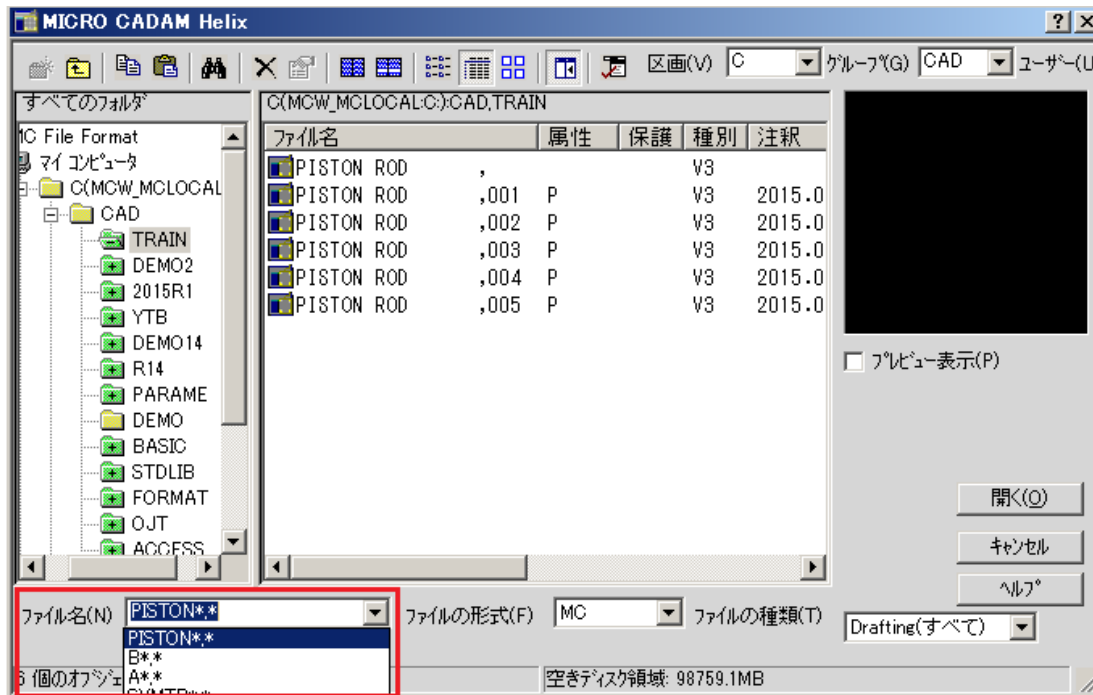 MICRO CADAM Helix
区画(V) C グループ(G) CAD ユーザー(U
すべてのフォルダ
MC File Format
マイ コンピュータ
C(MCW_MCLOCAL
CAD
TRAIN
DEMO2
2015R1
YTB
DEMO14
R14
PARAME
DEMO
BASIC
STDLIB
FORMAT
OJT
ACCESS
C(MCW_MCLOCAL:C:):CAD,TRAIN
ファイル名 属性 保護 種別 注釈
PISTON ROD , V3
PISTON ROD ,001 P V3 2015.0
PISTON ROD ,002 P V3 2015.0
PISTON ROD ,003 P V3 2015.0
PISTON ROD ,004 P V3 2015.0
PISTON ROD ,005 P V3 2015.0
プレビュー表示(P)
開く(O)
キャンセル
ヘルプ
ファイル名(N) PISTON*,* ファイルの形式(F) MC ファイルの種類(T) Drafting(すべて)
PISTON*,*
B*,*
A*,*
6 個のオブジェ
空きディスク領域: 98759.1MB